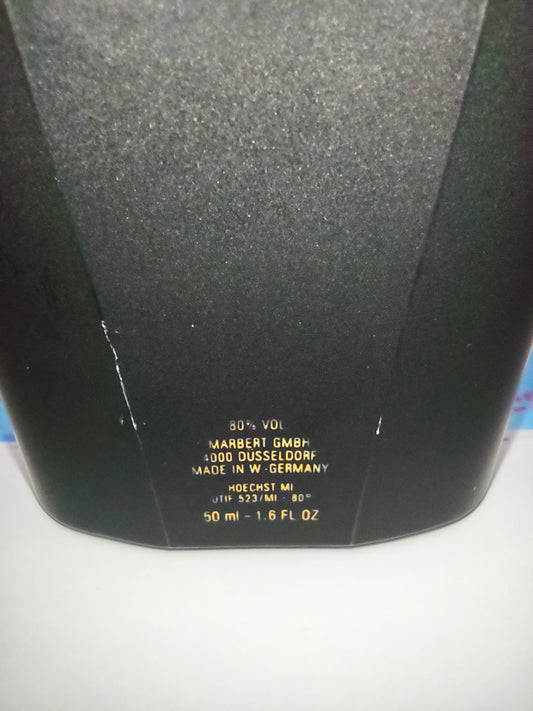 80% VOL
MARBERT GMBH
4000 DÜSSELDORF
MADE IN W·GERMANY
HOECHST MI
UTIF 523/MI · 80°
50 ml - 1.6 FL.OZ